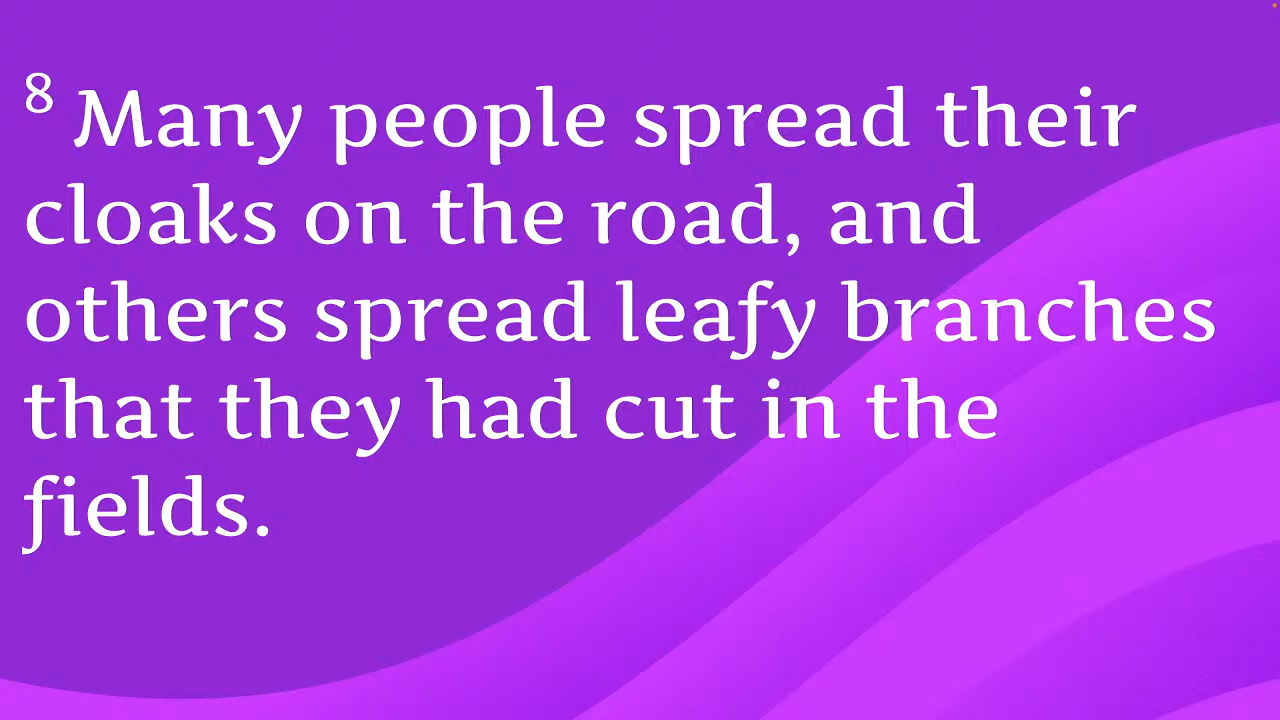 8 Many people spread their
cloaks on the road, and
others spread leafy branches
that they had cut in the
fields.